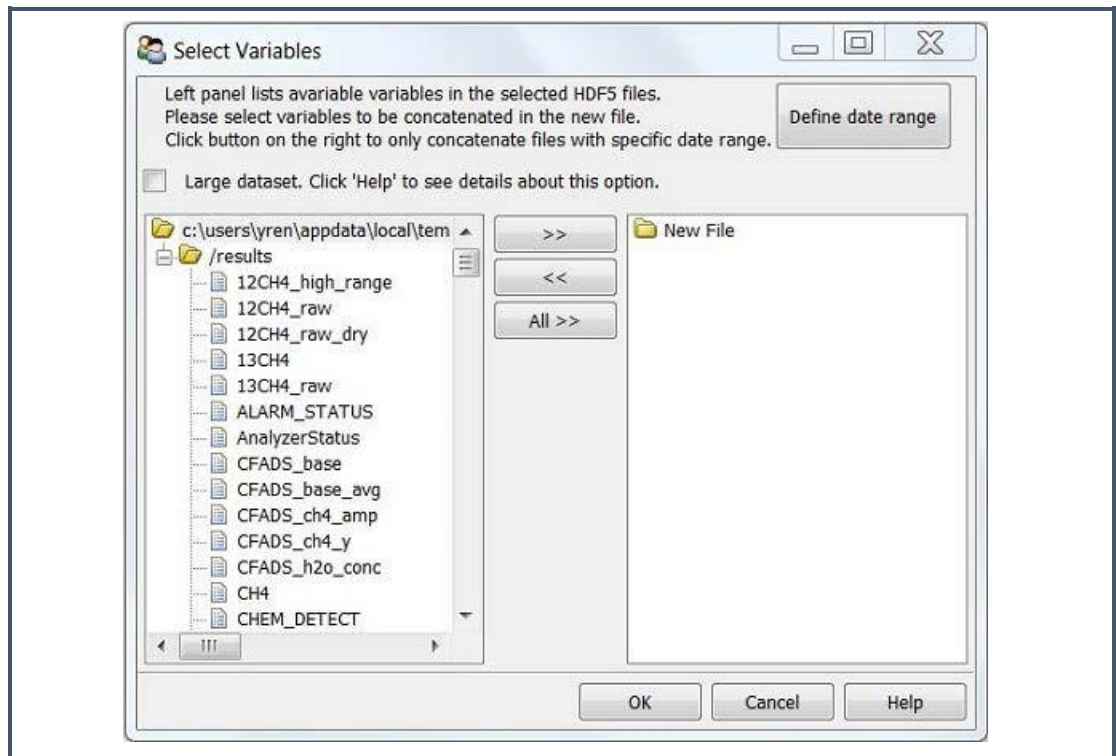 Select Variables
Left panel lists avariable variables in the selected HDF5 files.
Please select variables to be concatenated in the new file.
Click button on the right to only concatenate files with specific date range.
Define date range
Large dataset. Click 'Help' to see details about this option.
c:\users\yren\appdata\local\tem
/results
12CH4_high_range
12CH4_raw
12CH4_raw_dry
13CH4
13CH4_raw
ALARM_STATUS
AnalyzerStatus
CFADS_base
CFADS_base_avg
CFADS_ch4_amp
CFADS_ch4_y
CFADS_h2o_conc
CH4
CHEM_DETECT
>>
<<
All >>
New File
OK
Cancel
Help